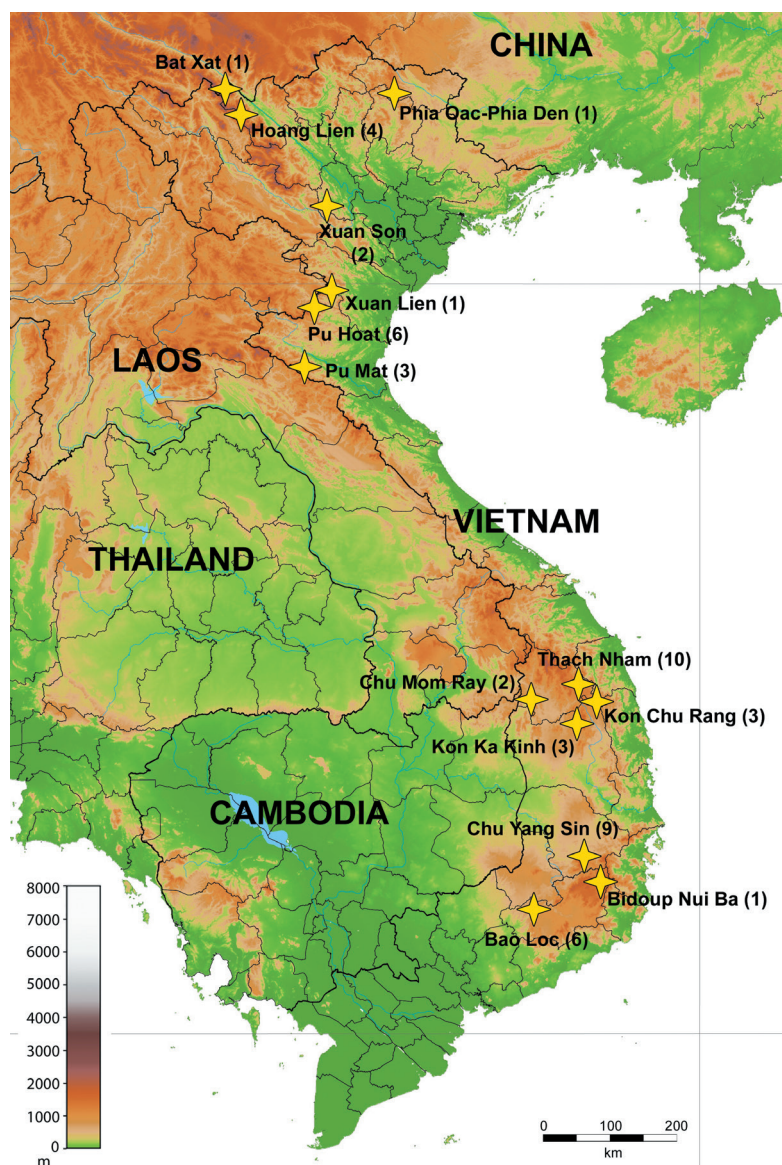 CHINA
Bat Xat (1)
Phia Oac-Phia Den (1)
Hoang Lien (4)
Xuan Son
(2)
Xuan Lien (1)
Pu Hoat (6)
LAOS
Pu Mat (3)
VIETNAM
THAILAND
Thach Nham (10)
Chu Mom Ray (2)
Kon Chu Rang (3)
Kon Ka Kinh (3)
CAMBODIA
Chu Yang Sin (9)
Bidoup Nui Ba (1)
Bao Loc (6)
8000
7000
6000
5000
4000
3000
2000
1000
0
m
0 100 200
km